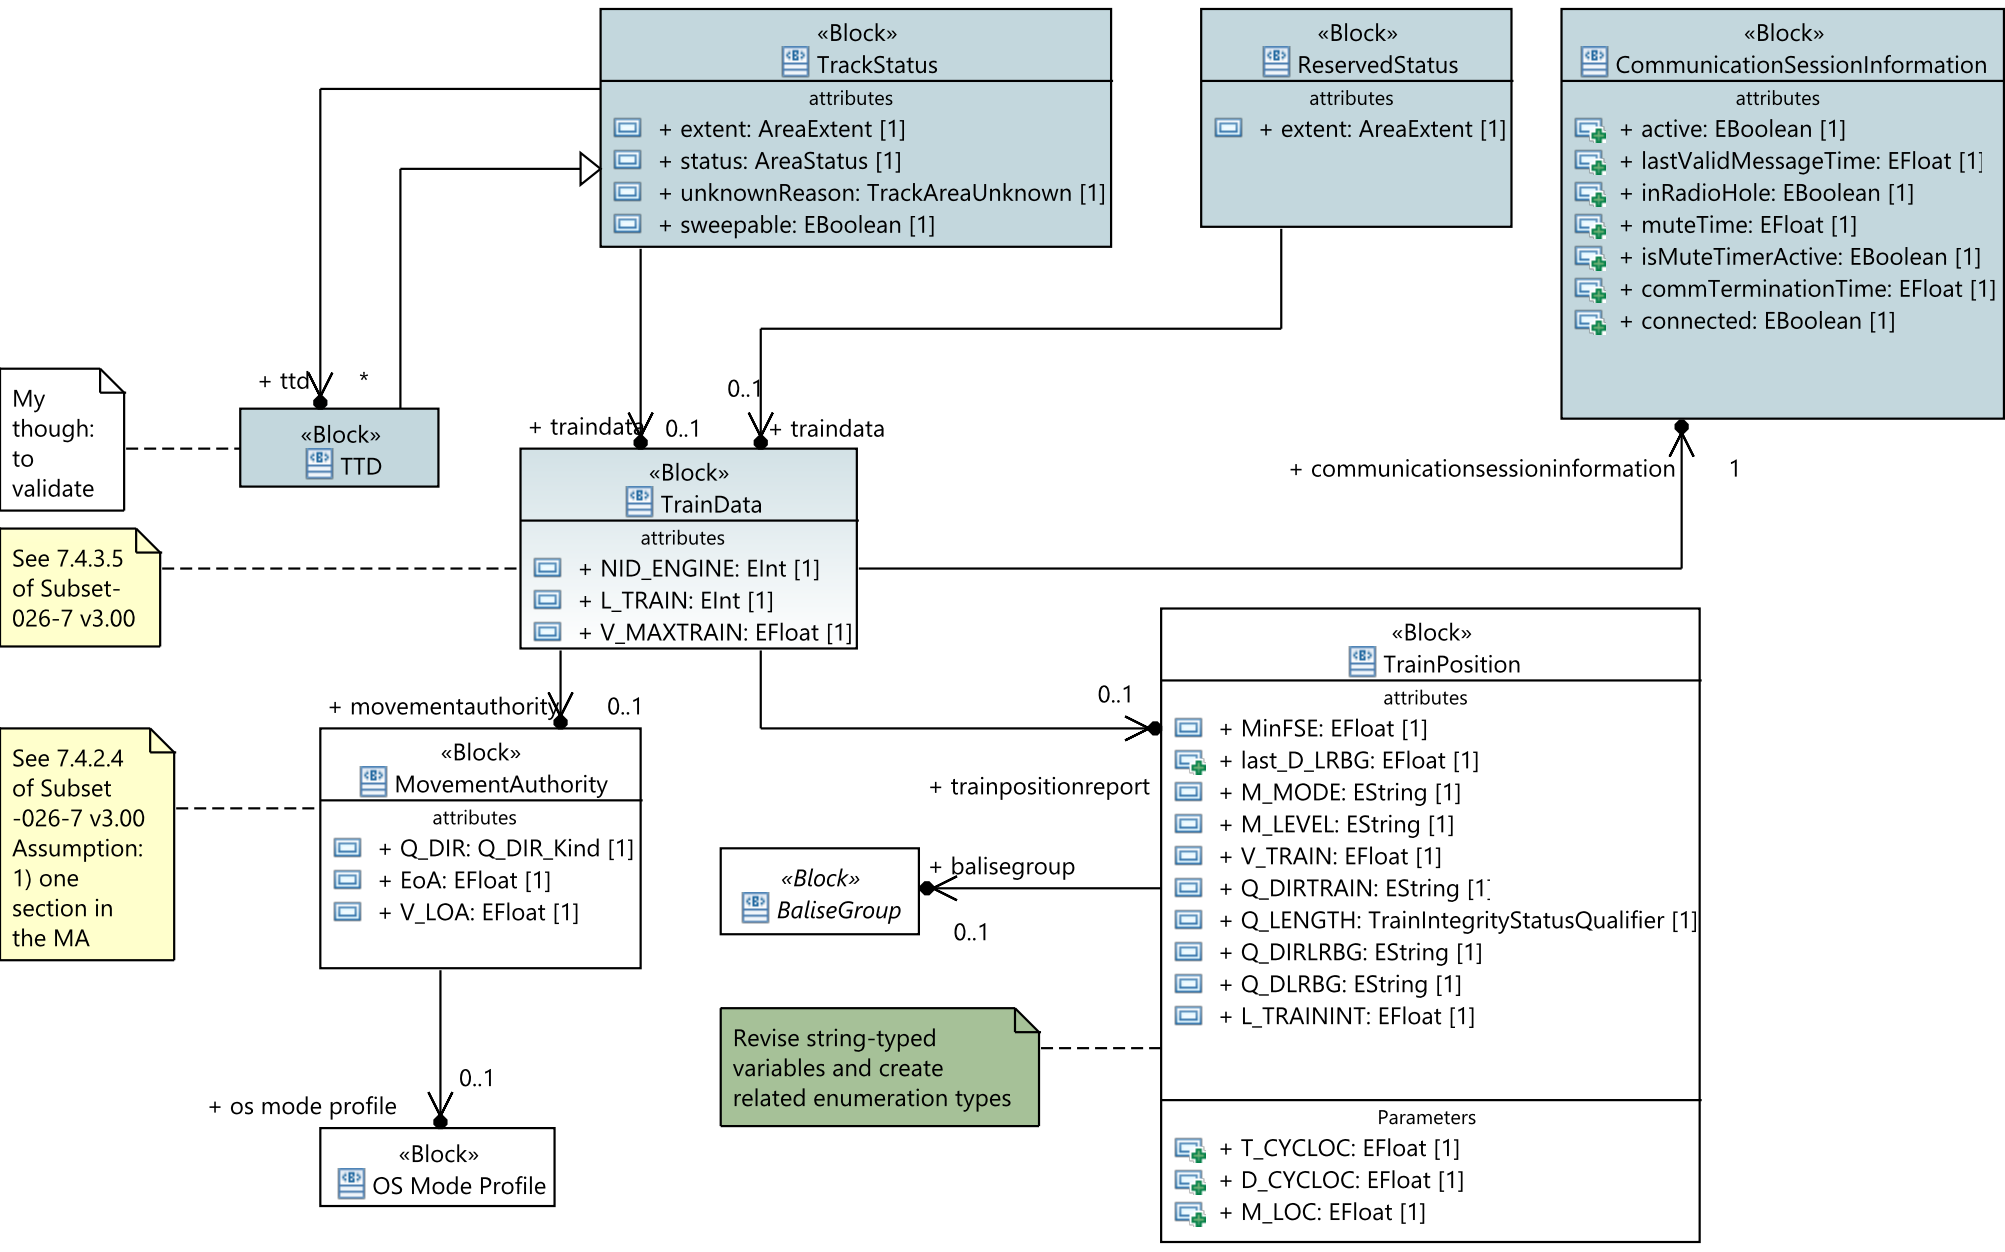 «Block»
TrackStatus
attributes
+ extent: AreaExtent [1]
+ status: AreaStatus [1]
+ unknownReason: TrackAreaUnknown [1]
+ sweepable: EBoolean [1]
«Block»
ReservedStatus
attributes
+ extent: AreaExtent [1]
«Block»
CommunicationSessionInformation
attributes
+ active: EBoolean [1]
+ lastValidMessageTime: EFloat [1]
+ inRadioHole: EBoolean [1]
+ muteTime: EFloat [1]
+ isMuteTimerActive: EBoolean [1]
+ commTerminationTime: EFloat [1]
+ connected: EBoolean [1]
+ ttd
*
My
though:
to
validate
«Block»
TTD
+ traindata
0..1
0..1
+ traindata
+ communicationsessioninformation
1
«Block»
TrainData
attributes
+ NID_ENGINE: EInt [1]
+ L_TRAIN: EInt [1]
+ V_MAXTRAIN: EFloat [1]
See 7.4.3.5
of Subset-
026-7 v3.00
+ movementauthority
0..1
0..1
+ trainpositionreport
See 7.4.2.4
of Subset
-026-7 v3.00
Assumption:
1) one
section in
the MA
«Block»
MovementAuthority
attributes
+ Q_DIR: Q_DIR_Kind [1]
+ EoA: EFloat [1]
+ V_LOA: EFloat [1]
«Block»
TrainPosition
attributes
+ MinFSE: EFloat [1]
+ last_D_LRBG: EFloat [1]
+ M_MODE: EString [1]
+ M_LEVEL: EString [1]
+ V_TRAIN: EFloat [1]
+ Q_DIRTRAIN: EString [1]
+ Q_LENGTH: TrainIntegrityStatusQualifier [1]
+ Q_DIRLRBG: EString [1]
+ Q_DLRBG: EString [1]
+ L_TRAININT: EFloat [1]
Parameters
+ T_CYCLOC: EFloat [1]
+ D_CYCLOC: EFloat [1]
+ M_LOC: EFloat [1]
«Block»
BaliseGroup
+ balisegroup
0..1
Revise string-typed
variables and create
related enumeration types
0..1
+ os mode profile
«Block»
OS Mode Profile